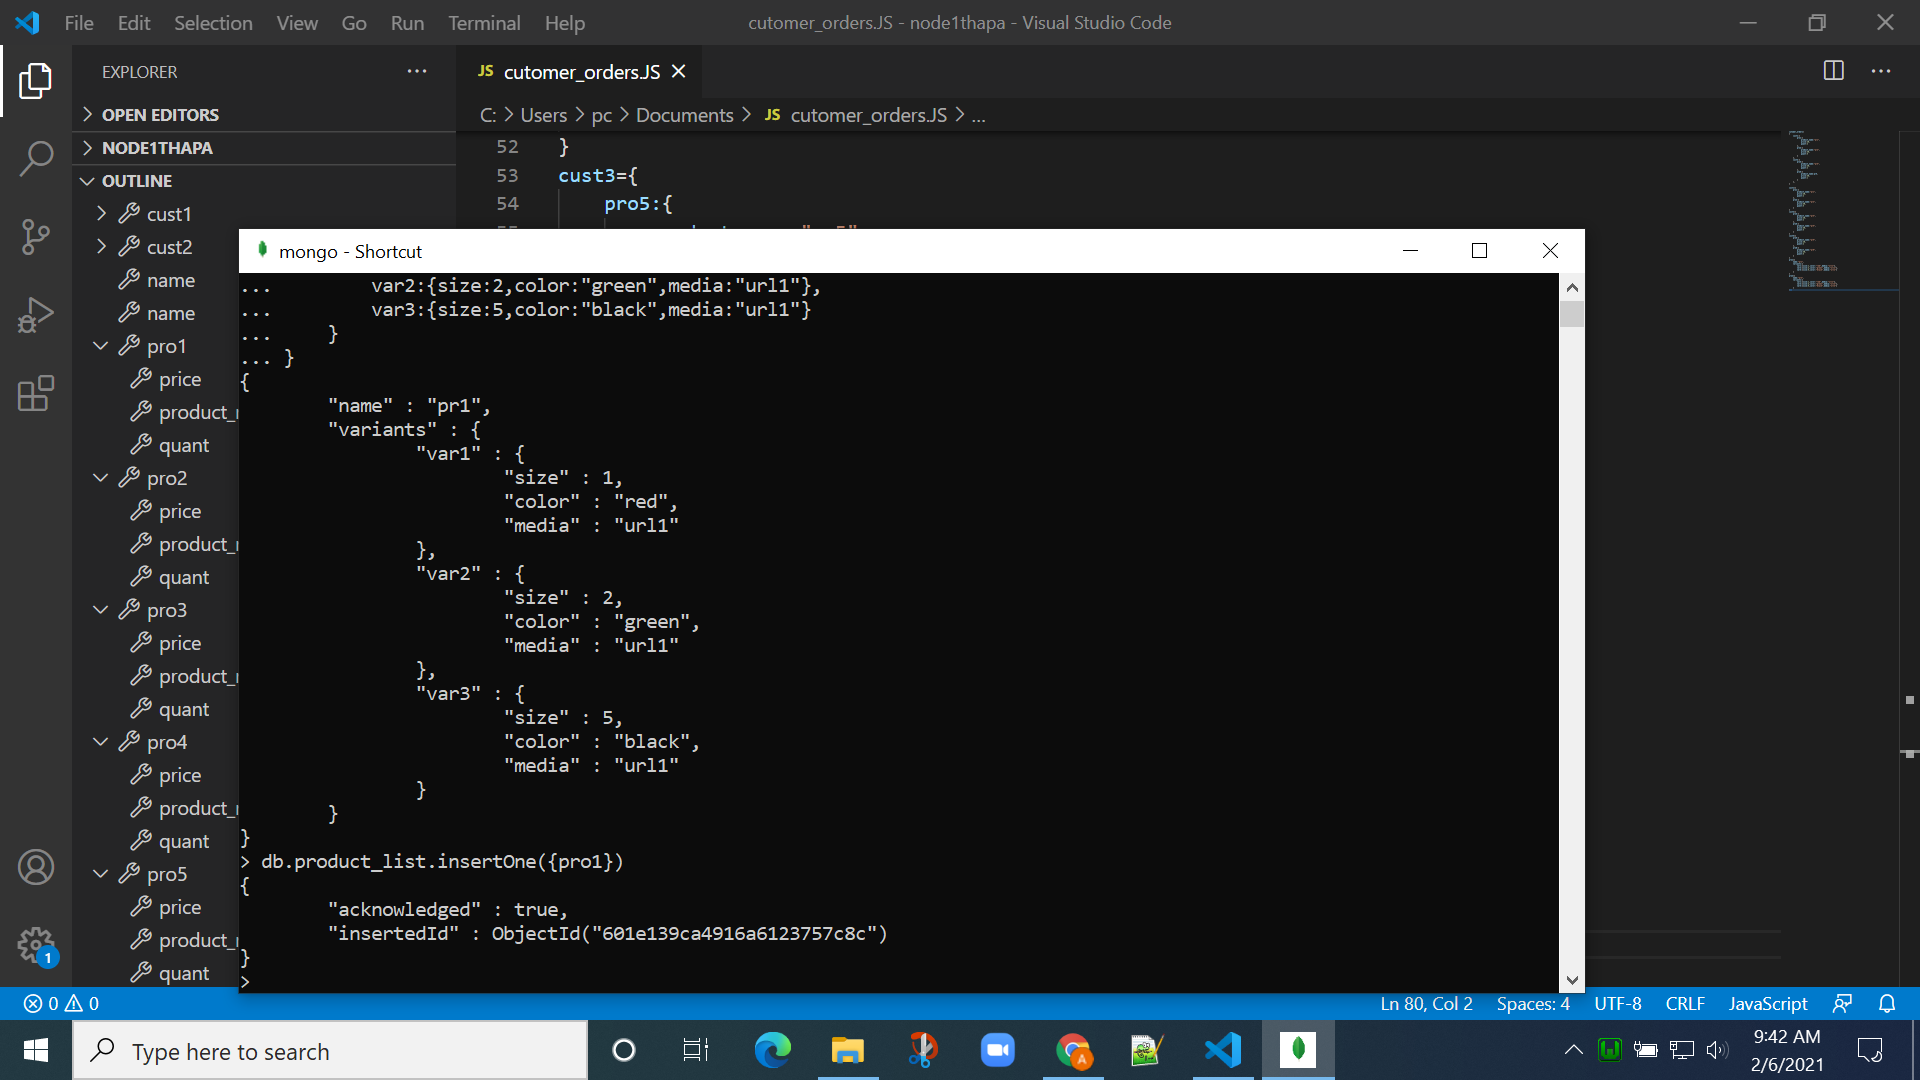 File Edit Selection View Go Run Terminal Help
cutomer_orders.JS - node1thapa - Visual Studio Code
EXPLORER
OPEN EDITORS
NODE1THAPA
OUTLINE
cust1
cust2
name
name
pro1
price
product_
quant
pro2
price
product_
quant
pro3
price
product_
quant
pro4
price
product_
quant
pro5
price
product_
quant
JS cutomer_orders.JS
C: > Users > pc > Documents > JS cutomer_orders.JS > ...
52 }
53 cust3={
54 pro5:{
mongo - Shortcut
... var2:{size:2,color:"green",media:"url1"},
... var3:{size:5,color:"black",media:"url1"}
... }
... }
{
"name" : "pr1",
"variants" : {
"var1" : {
"size" : 1,
"color" : "red",
"media" : "url1"
},
"var2" : {
"size" : 2,
"color" : "green",
"media" : "url1"
},
"var3" : {
"size" : 5,
"color" : "black",
"media" : "url1"
}
}
}
> db.product_list.insertOne({pro1})
{
"acknowledged" : true,
"insertedId" : ObjectId("601e139ca4916a6123757c8c")
}
>
1
0 0
Ln 80, Col 2 Spaces: 4 UTF-8 CRLF JavaScript
Type here to search
A
9:42 AM
2/6/2021